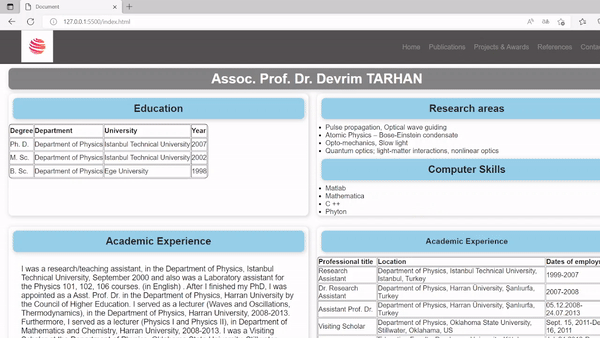 Document
127.0.0.1:5500/index.html
Home Publications Projects & Awards References
Assoc. Prof. Dr. Devrim TARHAN
Education
Degree Department University Year
Ph. D. Department of Physics Istanbul Technical University 2007
M. Sc. Department of Physics Istanbul Technical University 2002
B. Sc. Department of Physics Ege University 1998
Research areas
Pulse propagation, Optical wave guiding
Atomic Physics – Bose-Einstein condensate
Opto-mechanics, Slow light
Quantum optics; light-matter interactions, nonlinear optics
Computer Skills
Matlab
Mathematica
C ++
Phyton
Academic Experience
I was a research/teaching assistant, in the Department of Physics, Istanbul
Technical University, September 2000 and also was a Laboratory assistant for
the Physics 101, 102, 106 courses. (in English) . After I finished my PhD, I was
appointed as a Asst. Prof. Dr. in the Department of Physics, Harran University by
the Council of Higher Education. I served as a lecturer (Waves and Oscillations,
Thermodynamics), in the Department of Physics, Harran University, 2008-2013.
Furthermore, I served as a lecturer (Physics I and Physics II), in Department of
Mathematics and Chemistry, Harran University, 2008-2013. I was a Visiting
Academic Experience
Professional title Location Dates of employm
Research Assistant Department of Physics, Istanbul Technical University, Istanbul, Turkey 1999-2007
Dr. Research Assistant Department of Physics, Harran University, Şanlıurfa, Turkey 2007-2008
Assistant Prof. Dr. Department of Physics, Harran University, Şanlıurfa, Turkey 05.12.2008- 24.07.2013
Visiting Scholar Department of Physics, Oklahoma State University, Stillwater, Oklahoma, US Sept. 15, 2011-De 16, 2011